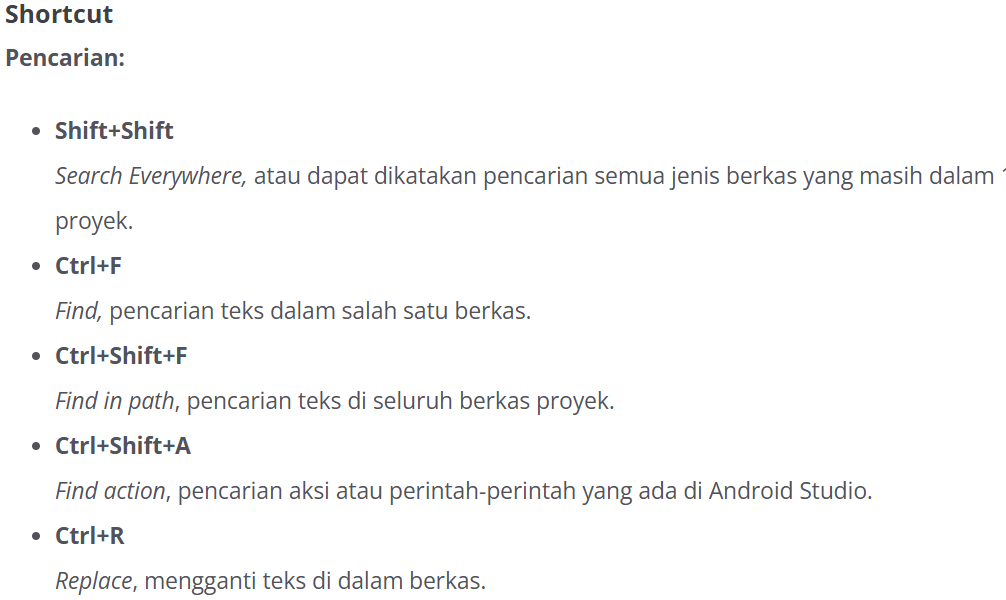 Shortcut
Pencarian:
Shift+Shift
Search Everywhere, atau dapat dikatakan pencarian semua jenis berkas yang masih dalam
proyek.
Ctrl+F
Find, pencarian teks dalam salah satu berkas.
Ctrl+Shift+F
Find in path, pencarian teks di seluruh berkas proyek.
Ctrl+Shift+A
Find action, pencarian aksi atau perintah-perintah yang ada di Android Studio.
Ctrl+R
Replace, mengganti teks di dalam berkas.